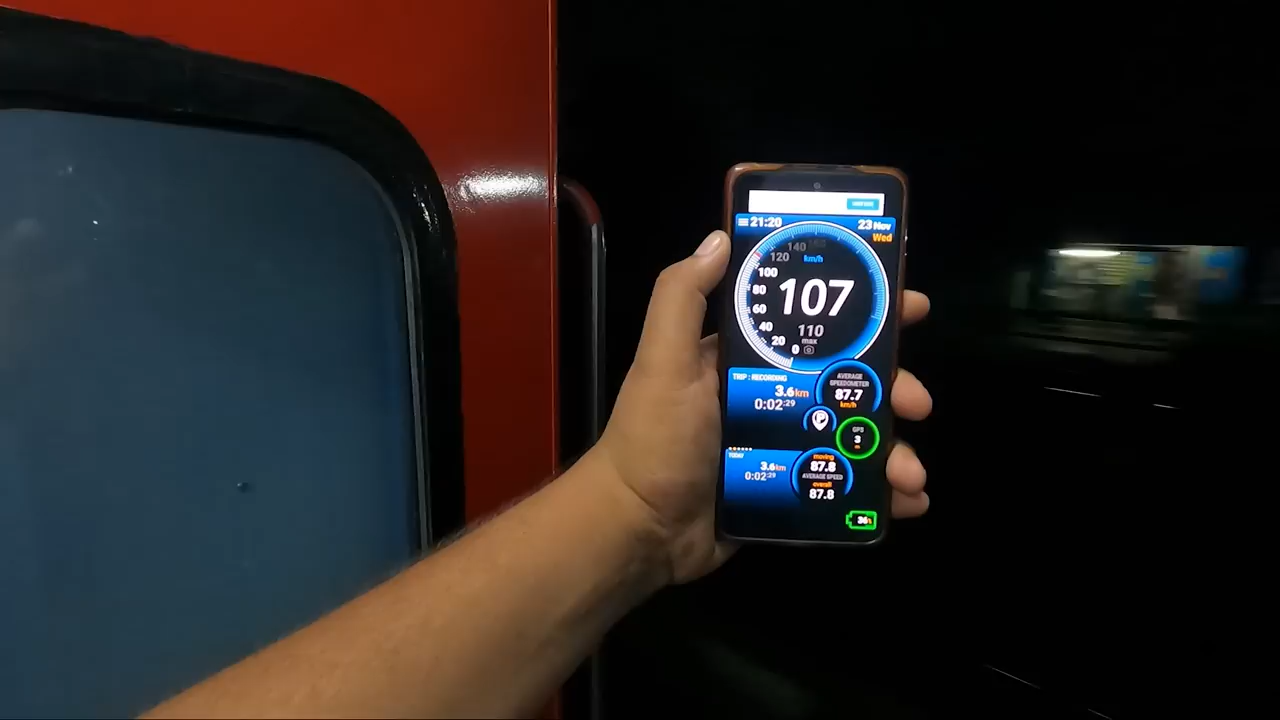 21:20
23 Nov
Wed
140
km/h
120
100
80
107
60
40
110
20
max
0
TRIP : RECORDING
3.6km
0:02:29
AVERAGE
SPEEDOMETER
87.7
km/h
P
GPS
3
m
TODAY
3.6km
0:02:29
moving
87.8
AVERAGE SPEED
overall
87.8
36%